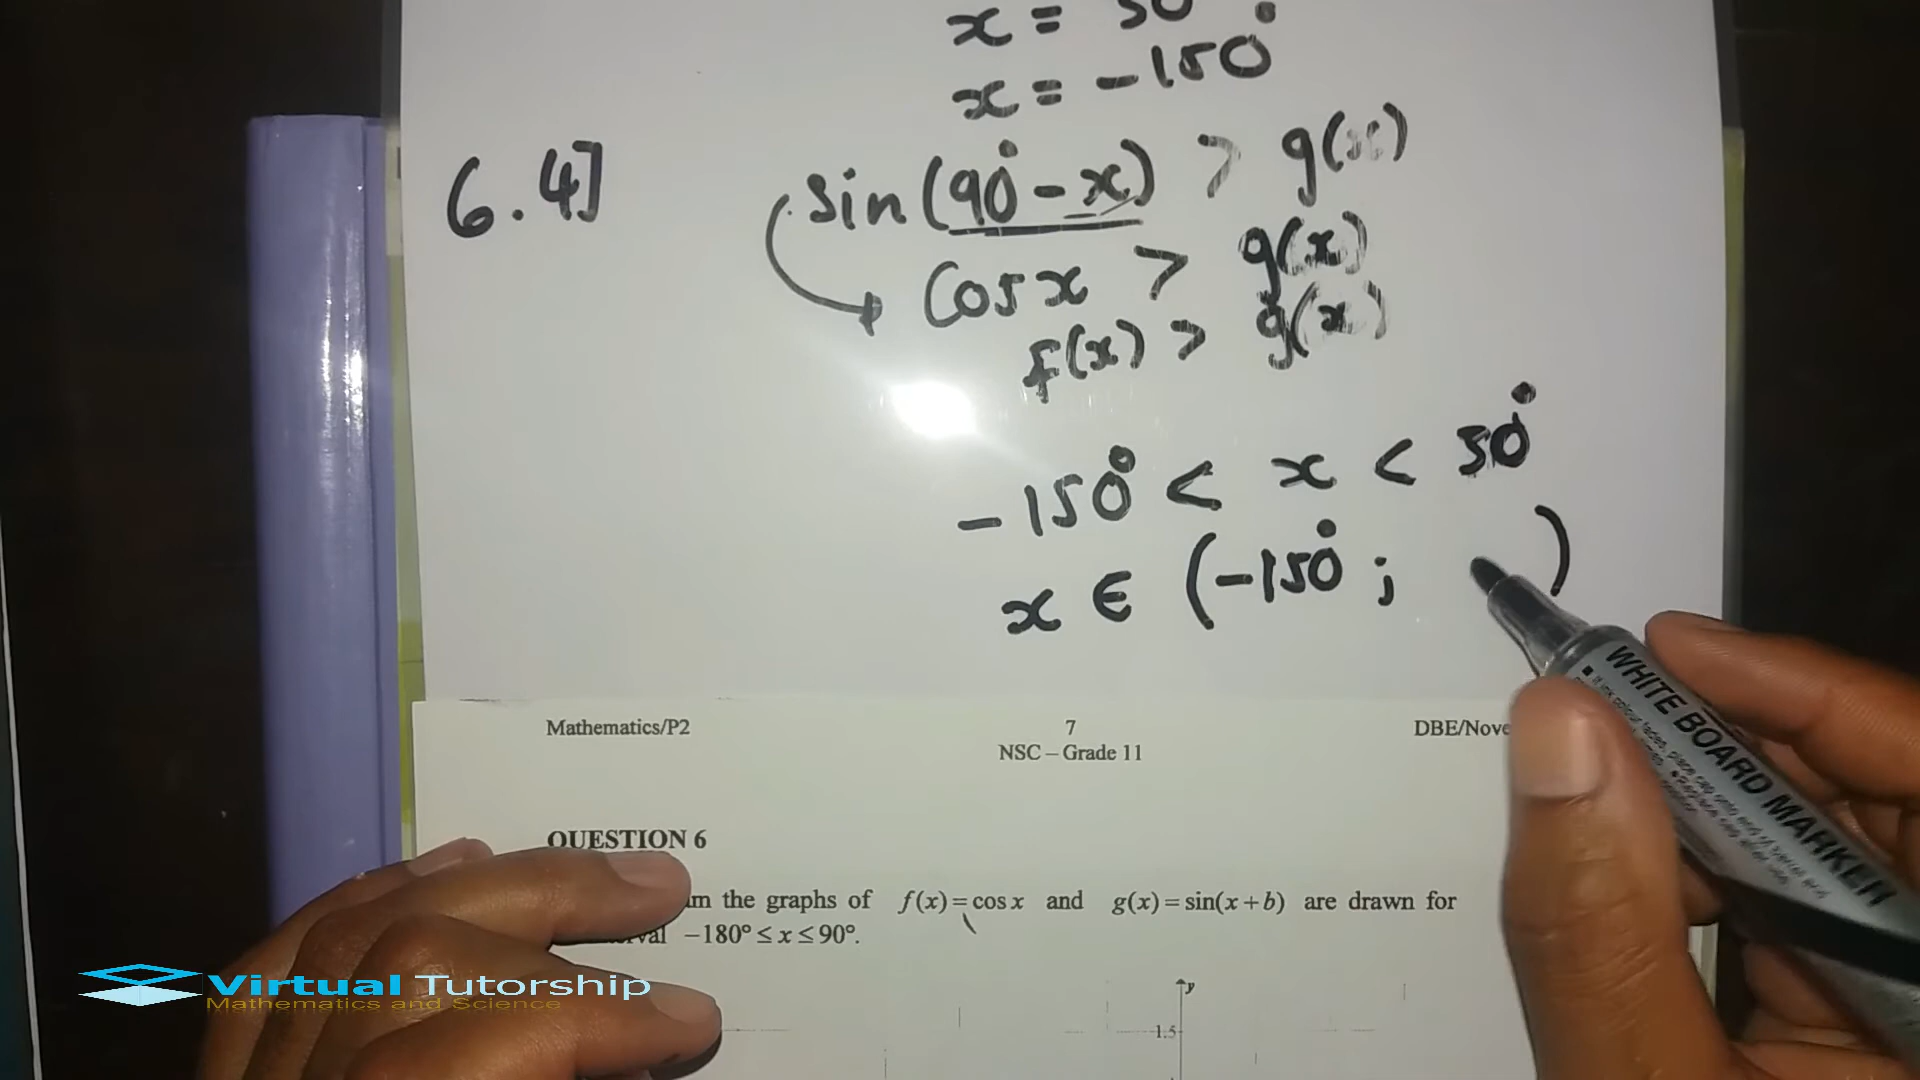 x = 30°
x = -150°
6.4] sin(90°-x) > g(x)
Cosx > g(x)
f(x) > g(x)
-150° < x < 30°
x ∈ (-150° ; )
WHITE BOARD MARKER
Mathematics/P2 7 DBE/Nove
NSC – Grade 11
QUESTION 6
the graphs of f(x)=cos x and g(x)=sin(x+b) are drawn for
-180°≤x≤90°.
y
1.5
Virtual Tutorship
Mathematics and Science